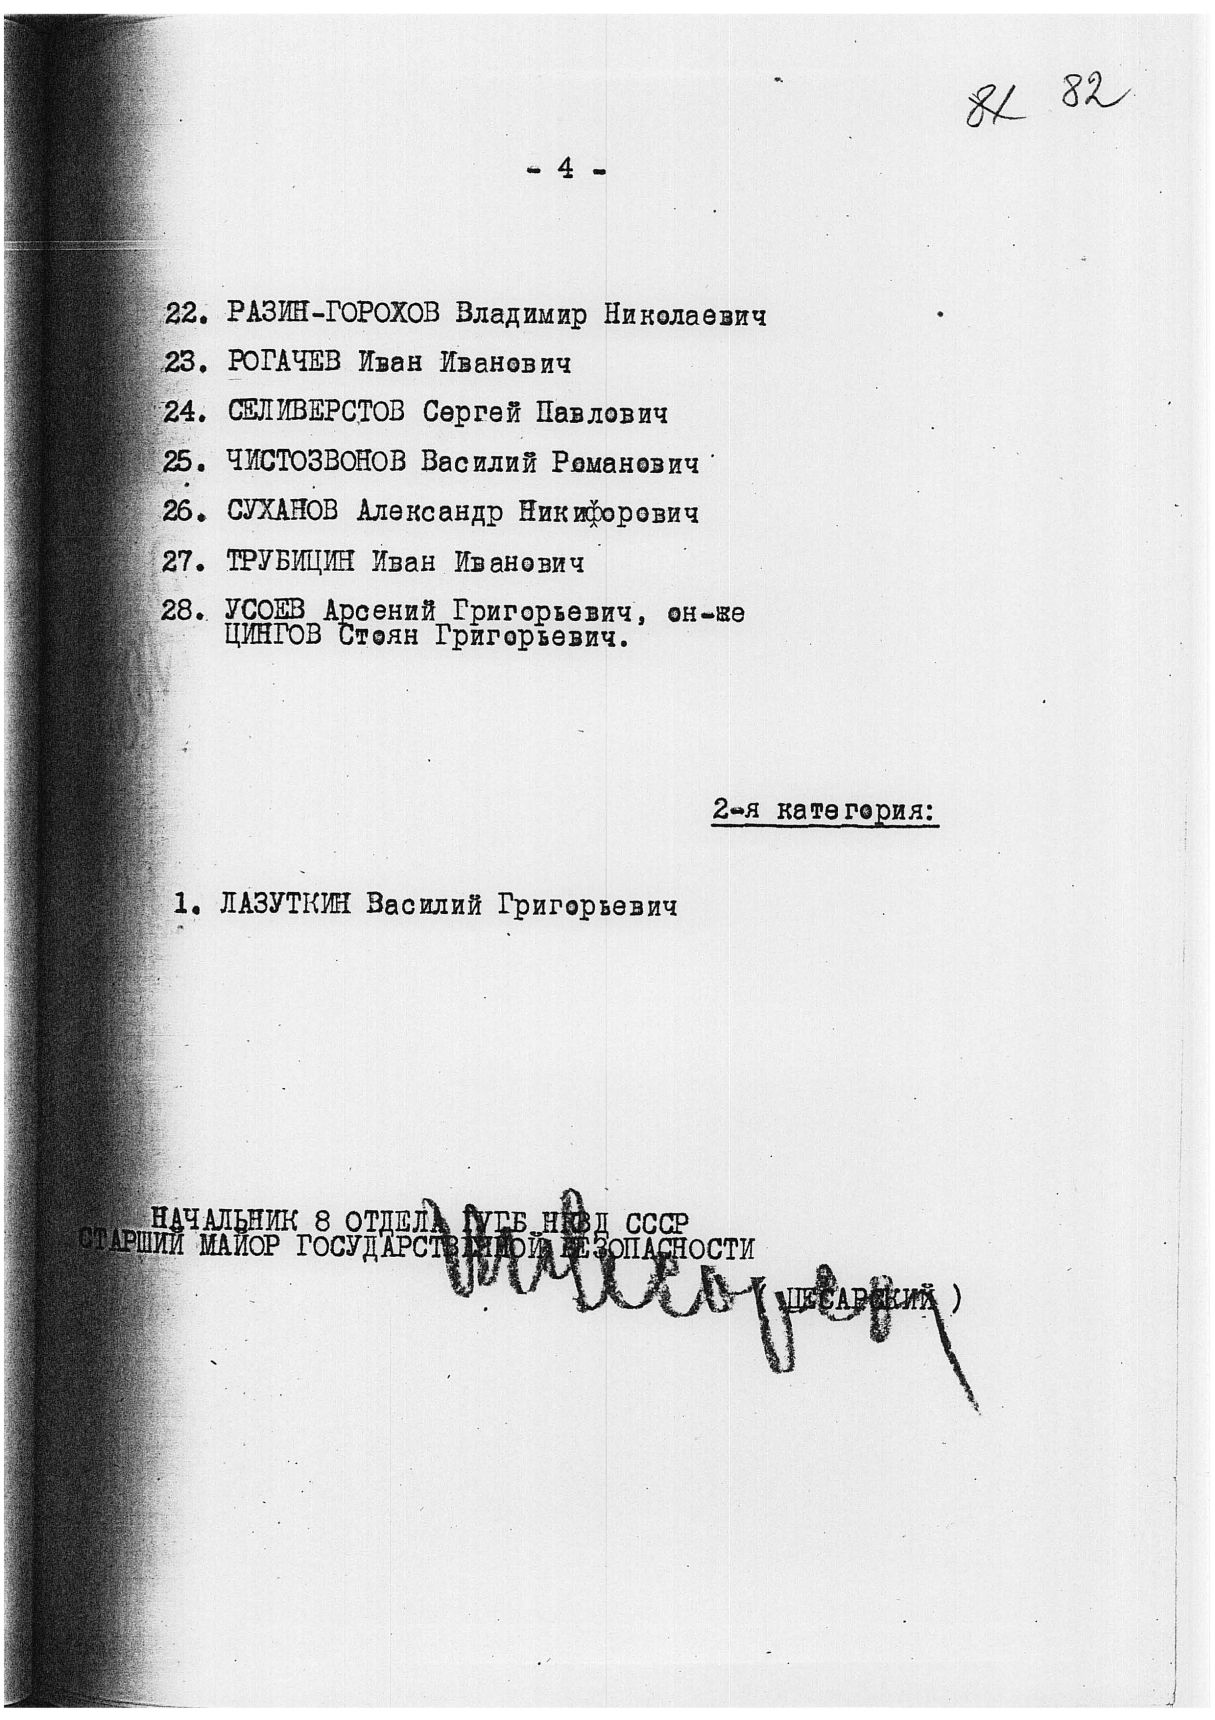 81 82
- 4 -
22. РАЗИН-ГОРОХОВ Владимир Николаевич
23. РОГАЧЕВ Иван Иванович
24. СЕЛИВЕРСТОВ Сергей Павлович
25. ЧИСТОЗВОНОВ Василий Романович
26. СУХАНОВ Александр Никифорович
27. ТРУБИЦИН Иван Иванович
28. УСОЕВ Арсений Григорьевич, он-же
ЦИНГОВ Стоян Григорьевич.
2-я категория:
1. ЛАЗУТКИН Василий Григорьевич
НАЧАЛЬНИК 8 ОТДЕЛА ГУГБ НКВД СССР
СТАРШИЙ МАЙОР ГОСУДАРСТВЕННОЙ БЕЗОПАСНОСТИ
( ЦЕСАРСКИЙ )